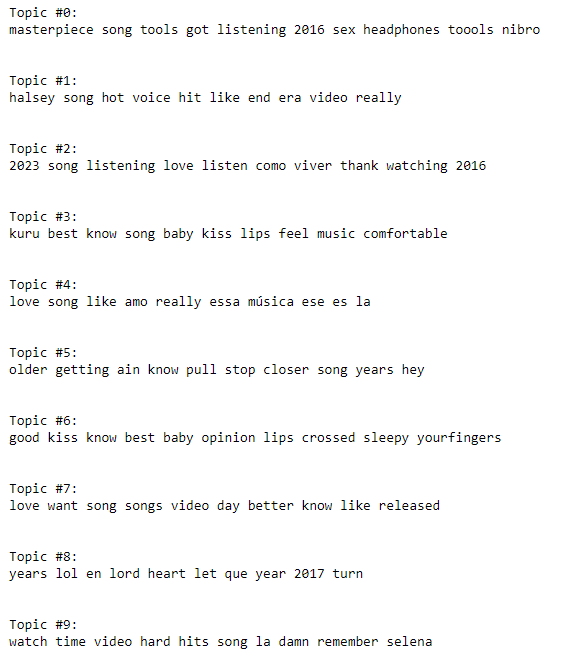 Topic #0:
masterpiece song tools got listening 2016 sex headphones toools nibro
Topic #1:
halsey song hot voice hit like end era video really
Topic #2:
2023 song listening love listen como viver thank watching 2016
Topic #3:
kuru best know song baby kiss lips feel music comfortable
Topic #4:
love song like amo really essa música ese es la
Topic #5:
older getting ain know pull stop closer song years hey
Topic #6:
good kiss know best baby opinion lips crossed sleepy yourfingers
Topic #7:
love want song songs video day better know like released
Topic #8:
years lol en lord heart let que year 2017 turn
Topic #9:
watch time video hard hits song la damn remember selena